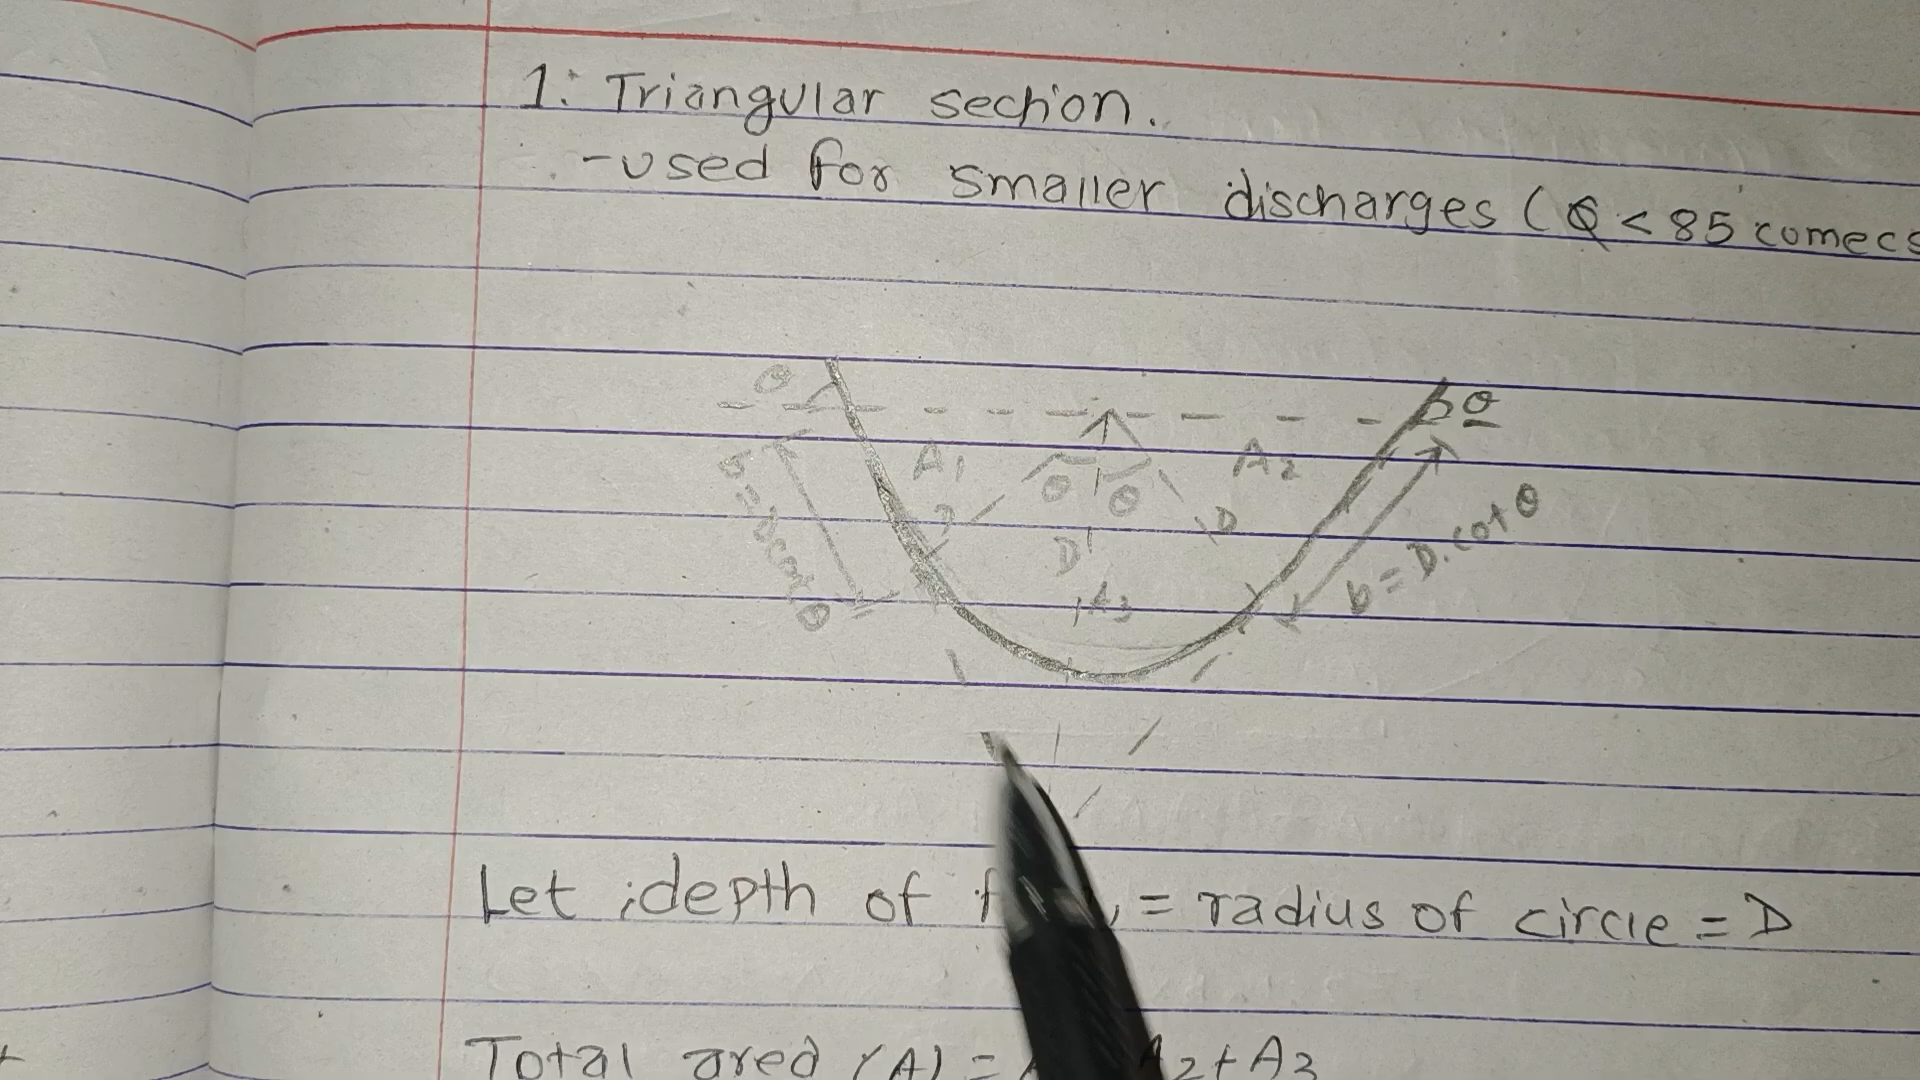 1: Triangular section.
-used for smaller discharges (Q < 85 comecs
θ
θ
A1
θ
θ
A2
D
D
D
b = D.cotθ
b = D.cotθ
A3
Let depth of = radius of circle = D
Total area (A) = A2+A3